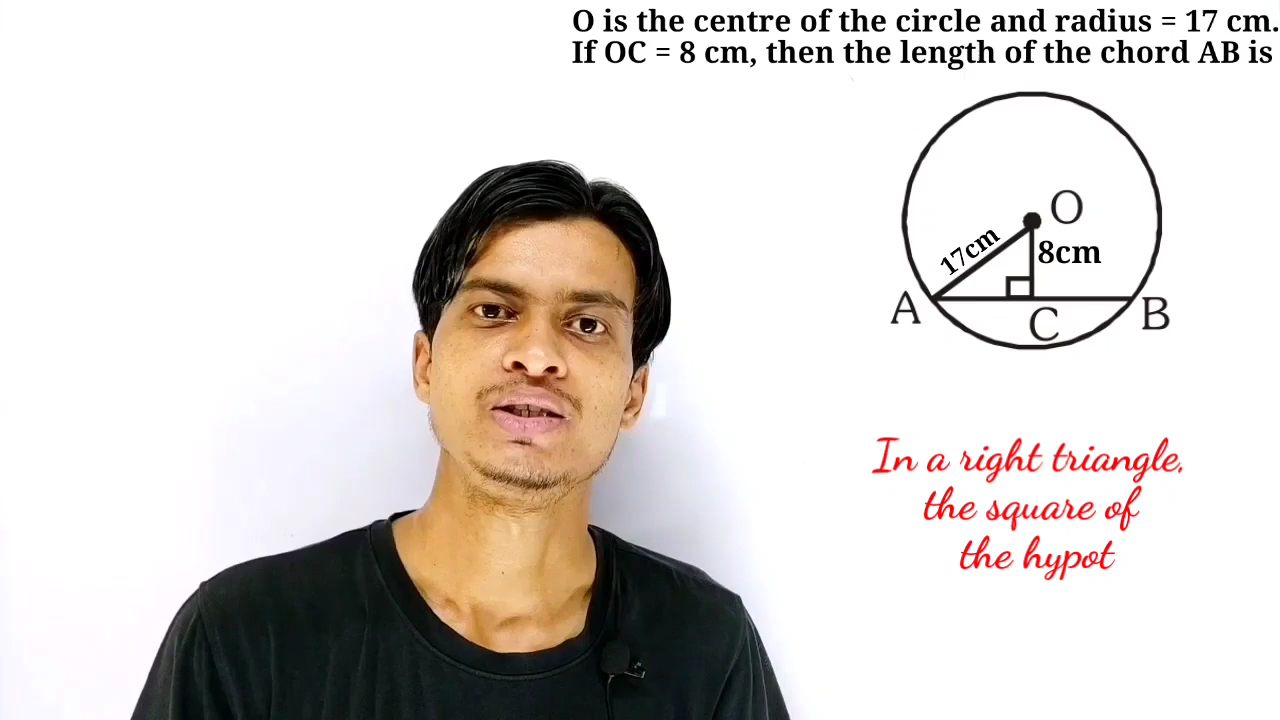 O is the centre of the circle and radius = 17 cm.
If OC = 8 cm, then the length of the chord AB is
O
17cm
8cm
A
C
B
In a right triangle,
the square of
the hypot